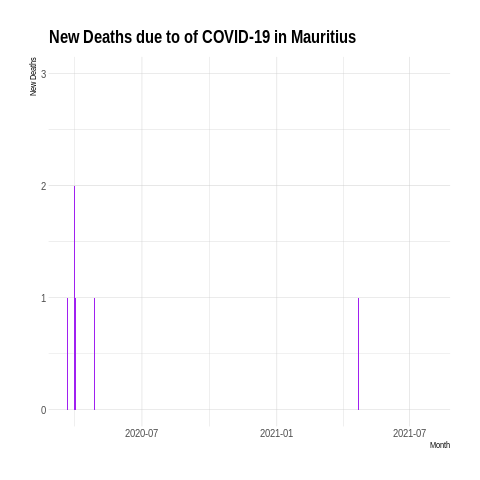 New Deaths due to of COVID-19 in Mauritius
New Deaths
3
2
1
0
2020-07
2021-01
2021-07
Month